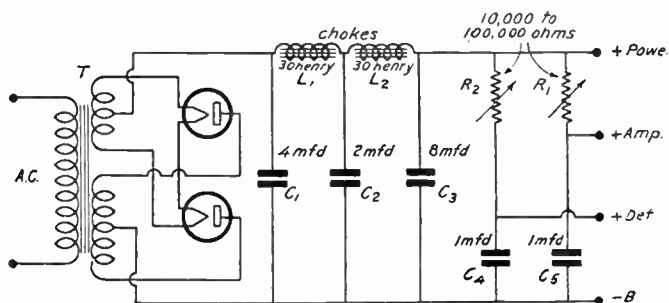 10,000 to
100,000 ohms
chokes
30 henry
30 henry
L1
L2
+ Powe.
T
R2
R1
+ Amp.
A.C.
4 mfd
2 mfd
8 mfd
C1
C2
C3
+ Det
1mfd
1mfd
C4
C5
- B